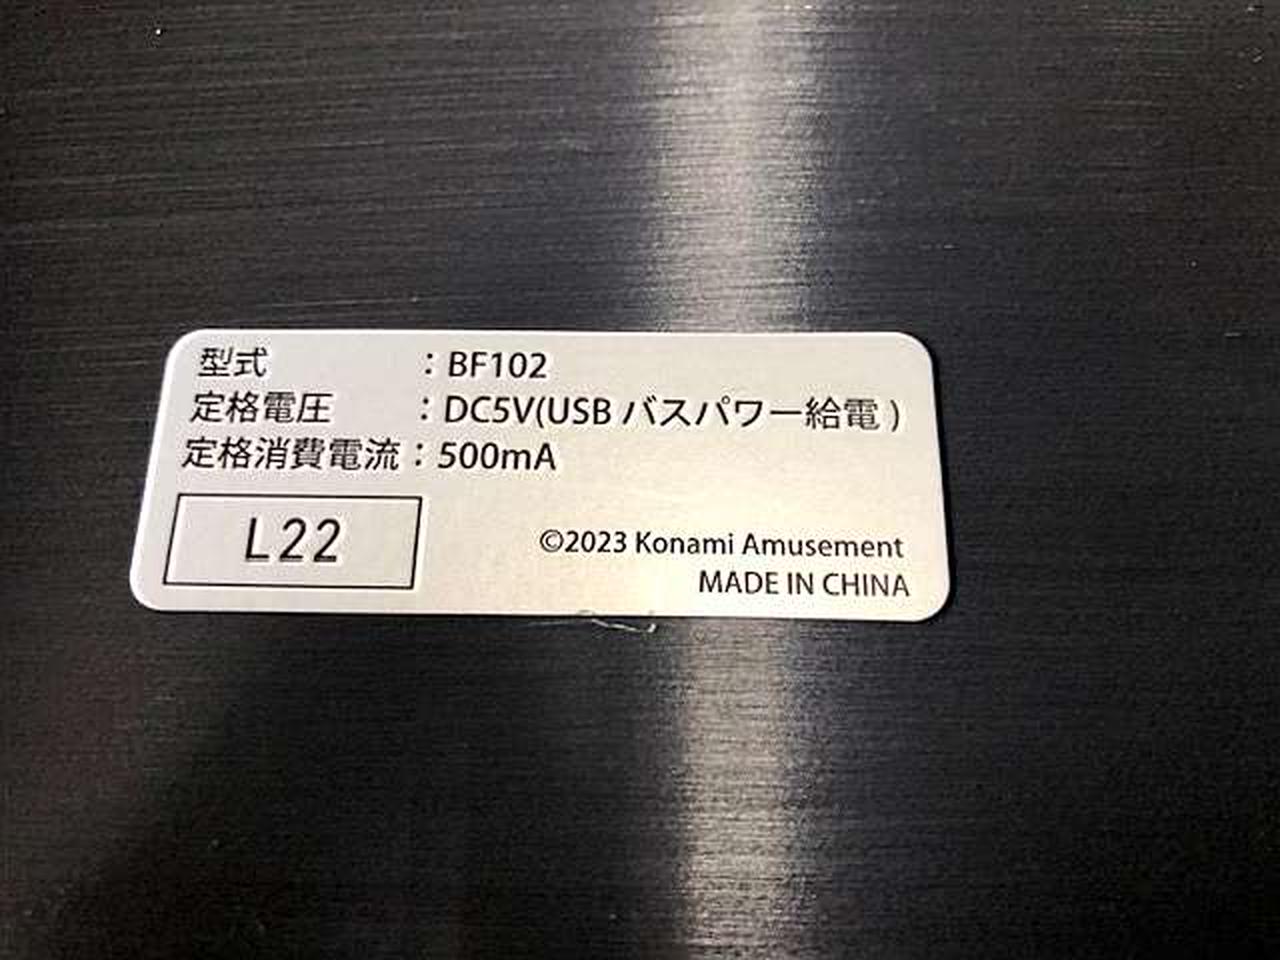 型式 : BF102
定格電圧 : DC5V(USB バスパワー給電 )
定格消費電流 : 500mA
L22
©2023 Konami Amusement
MADE IN CHINA